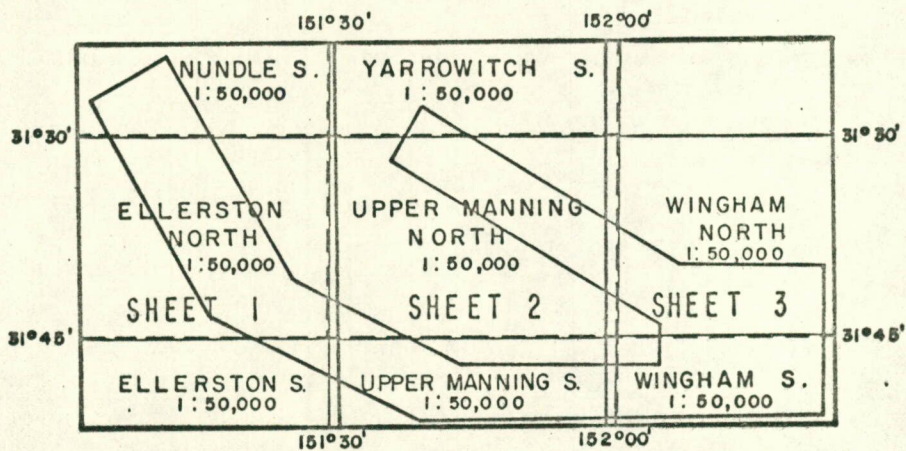 151°30'
152°00'
NUNDLE S.
1:50,000
YARROWITCH S.
1:50,000
31°30'
31°30'
ELLERSTON
NORTH
1:50,000
UPPER MANNING
NORTH
1:50,000
WINGHAM
NORTH
1:50,000
SHEET 1
SHEET 2
SHEET 3
31°45'
31°45'
ELLERSTON S.
1:50,000
UPPER MANNING S.
1:50,000
WINGHAM S.
1:50,000
151°30'
152°00'